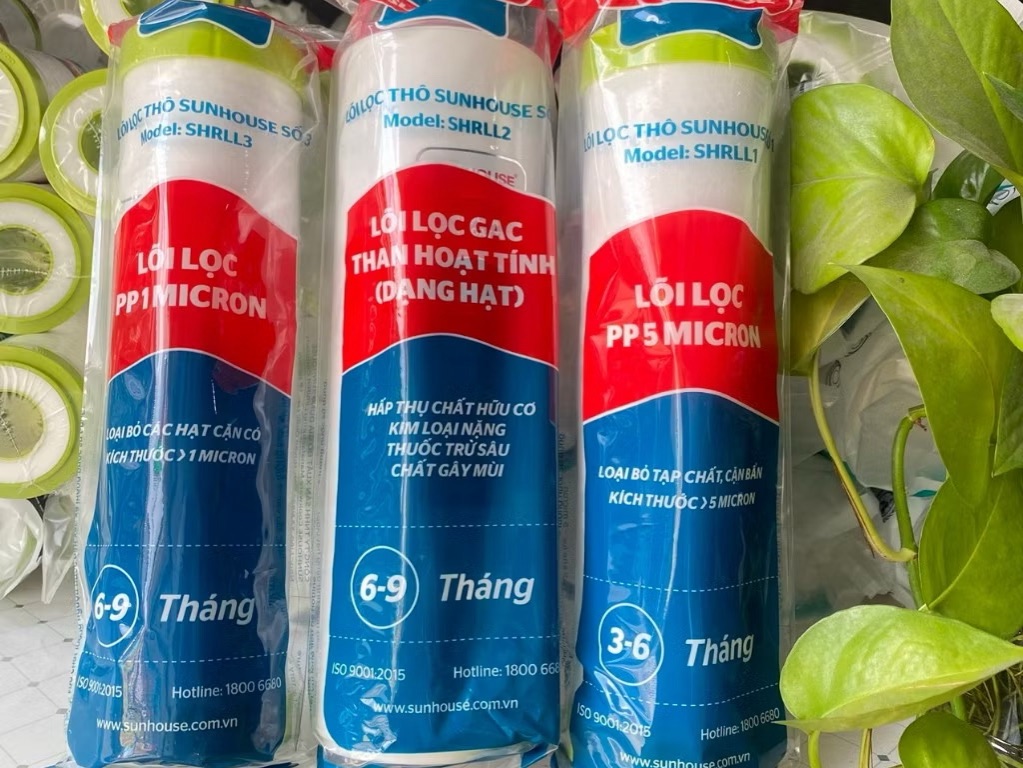 LÕI LỌC THÔ SUNHOUSE SỐ 3
Model: SHRLL3
LÕI LỌC
PP 1 MICRON
LOẠI BỎ CÁC HẠT CẶN CÓ
KÍCH THƯỚC > 1 MICRON
6-9 Tháng
ISO 9001:2015 Hotline: 1800 6680
www.sunhouse.com.vn
LÕI LỌC THÔ SUNHOUSE SỐ
Model: SHRLL2
LÕI LỌC GAC
THAN HOẠT TÍNH
(DẠNG HẠT)
HẤP THỤ CHẤT HỮU CƠ
KIM LOẠI NẶNG
THUỐC TRỪ SÂU
CHẤT GÂY MÙI
6-9 Tháng
ISO 9001:2015 Hotline: 1800 668
www.sunhouse.com.vn
LÕI LỌC THÔ SUNHOUSE
Model: SHRLL1
LÕI LỌC
PP 5 MICRON
LOẠI BỎ TẠP CHẤT, CẶN BẨN
KÍCH THƯỚC > 5 MICRON
3-6 Tháng
ISO 9001:2015 Hotline: 1800 6680
www.sunhouse.com.vn